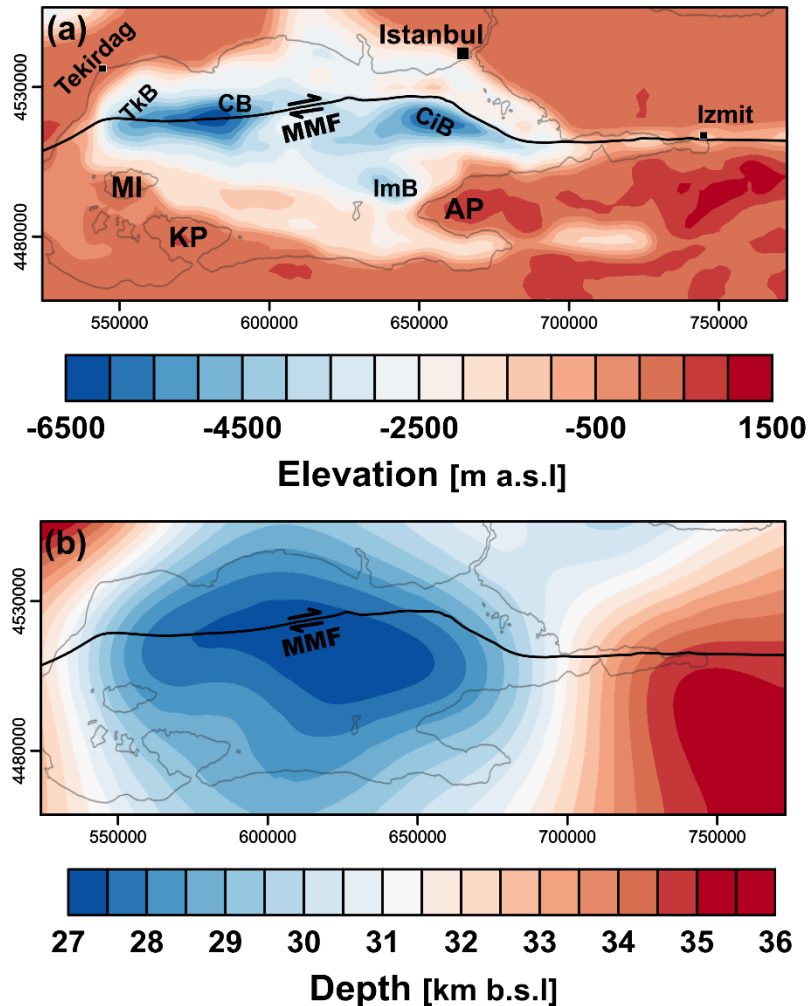 (a)
Istanbul
Tekirdag
4530000
TkB
CB
MMF
CiB
Izmit
MI
ImB
AP
KP
4480000
550000 600000 650000 700000 750000
-6500 -4500 -2500 -500 1500
Elevation [m a.s.l]
(b)
4530000
MMF
4480000
550000 600000 650000 700000 750000
27 28 29 30 31 32 33 34 35 36
Depth [km b.s.l]